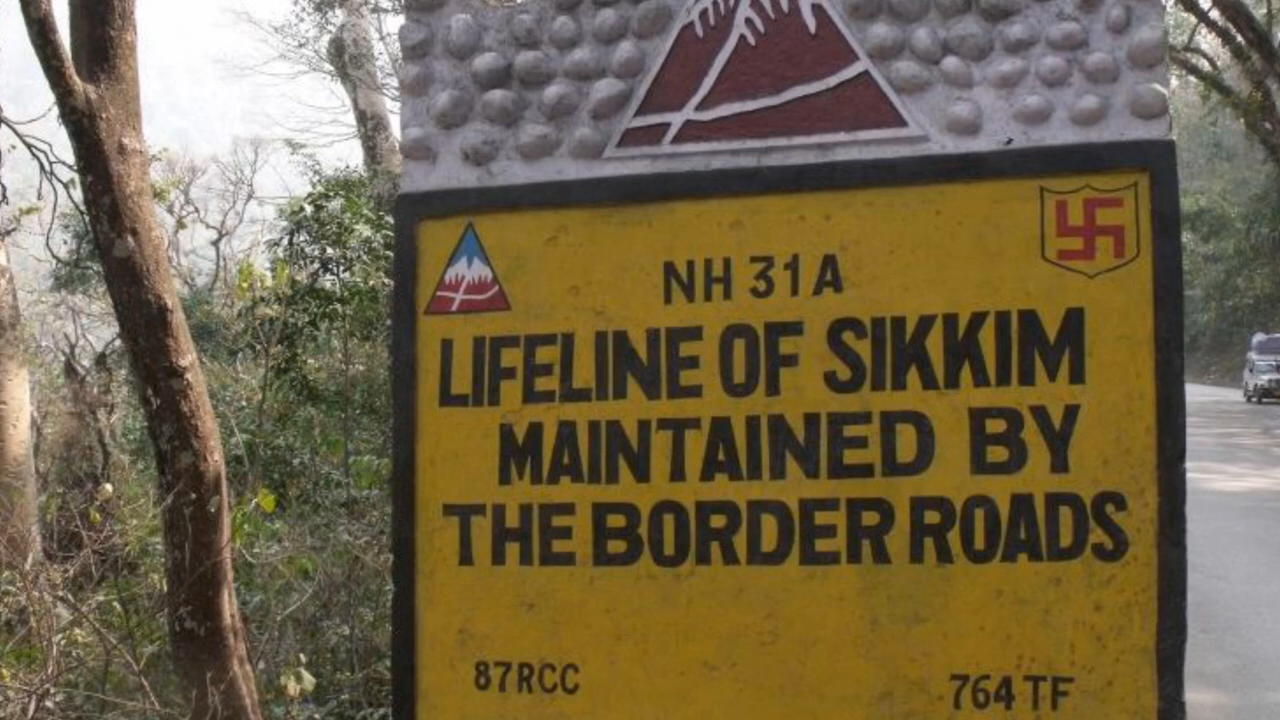 NH 31A
LIFELINE OF SIKKIM
MAINTAINED BY
THE BORDER ROADS
87RCC
764 TF